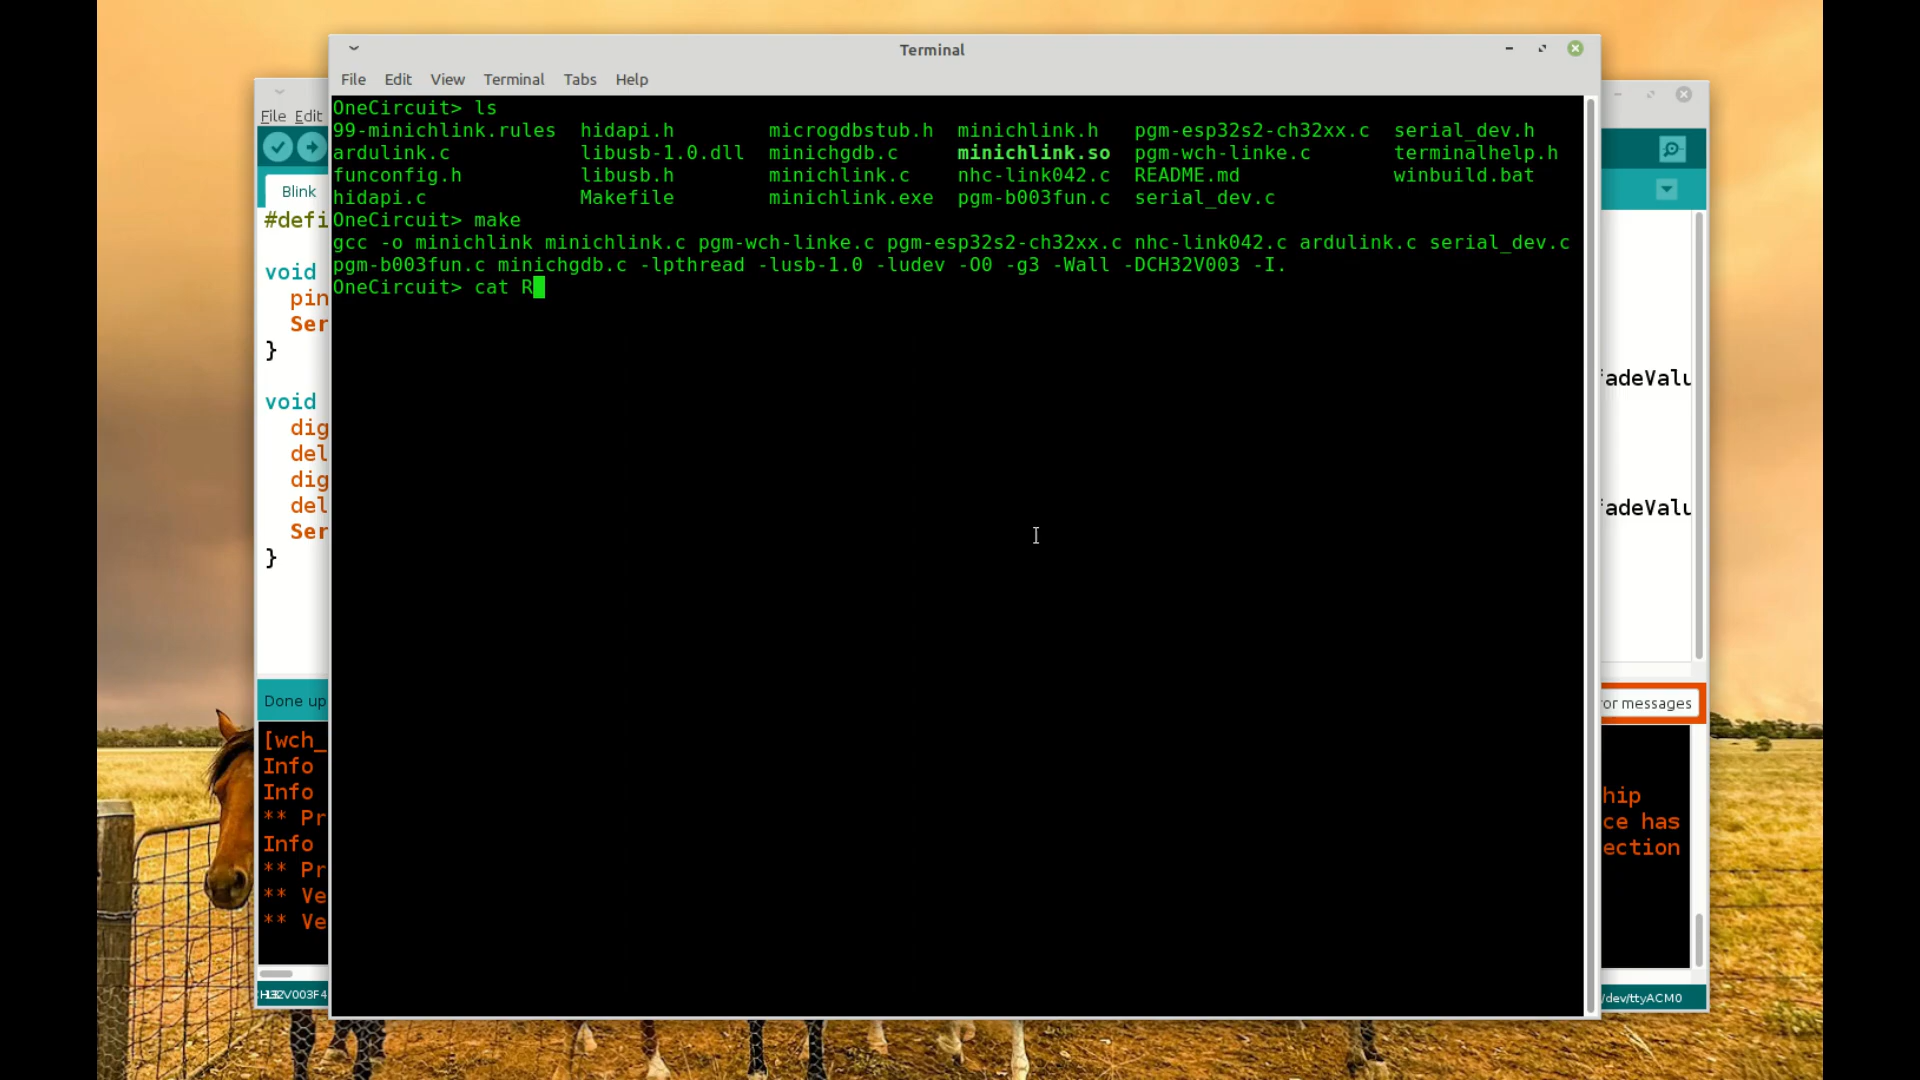 Terminal
File Edit View Terminal Tabs Help
OneCircuit> ls
99-minichlink.rules hidapi.h microgdbstub.h minichlink.h pgm-esp32s2-ch32xx.c serial_dev.h
ardulink.c libusb-1.0.dll minichgdb.c minichlink.so pgm-wch-linke.c terminalhelp.h
funconfig.h libusb.h minichlink.c nhc-link042.c README.md winbuild.bat
hidapi.c Makefile minichlink.exe pgm-b003fun.c serial_dev.c
OneCircuit> make
gcc -o minichlink minichlink.c pgm-wch-linke.c pgm-esp32s2-ch32xx.c nhc-link042.c ardulink.c serial_dev.c
pgm-b003fun.c minichgdb.c -lpthread -lusb-1.0 -ludev -O0 -g3 -Wall -DCH32V003 -I.
OneCircuit> cat R
File Edit
Blink
#defi
void
pin
Ser
}
void
dig
del
dig
del
Ser
}
Done up
[wch_
Info
Info
** Pr
Info
** Pr
** Ve
** Ve
adeValu
adeValu
or messages
hip
ce has
ection
/dev/ttyACM0